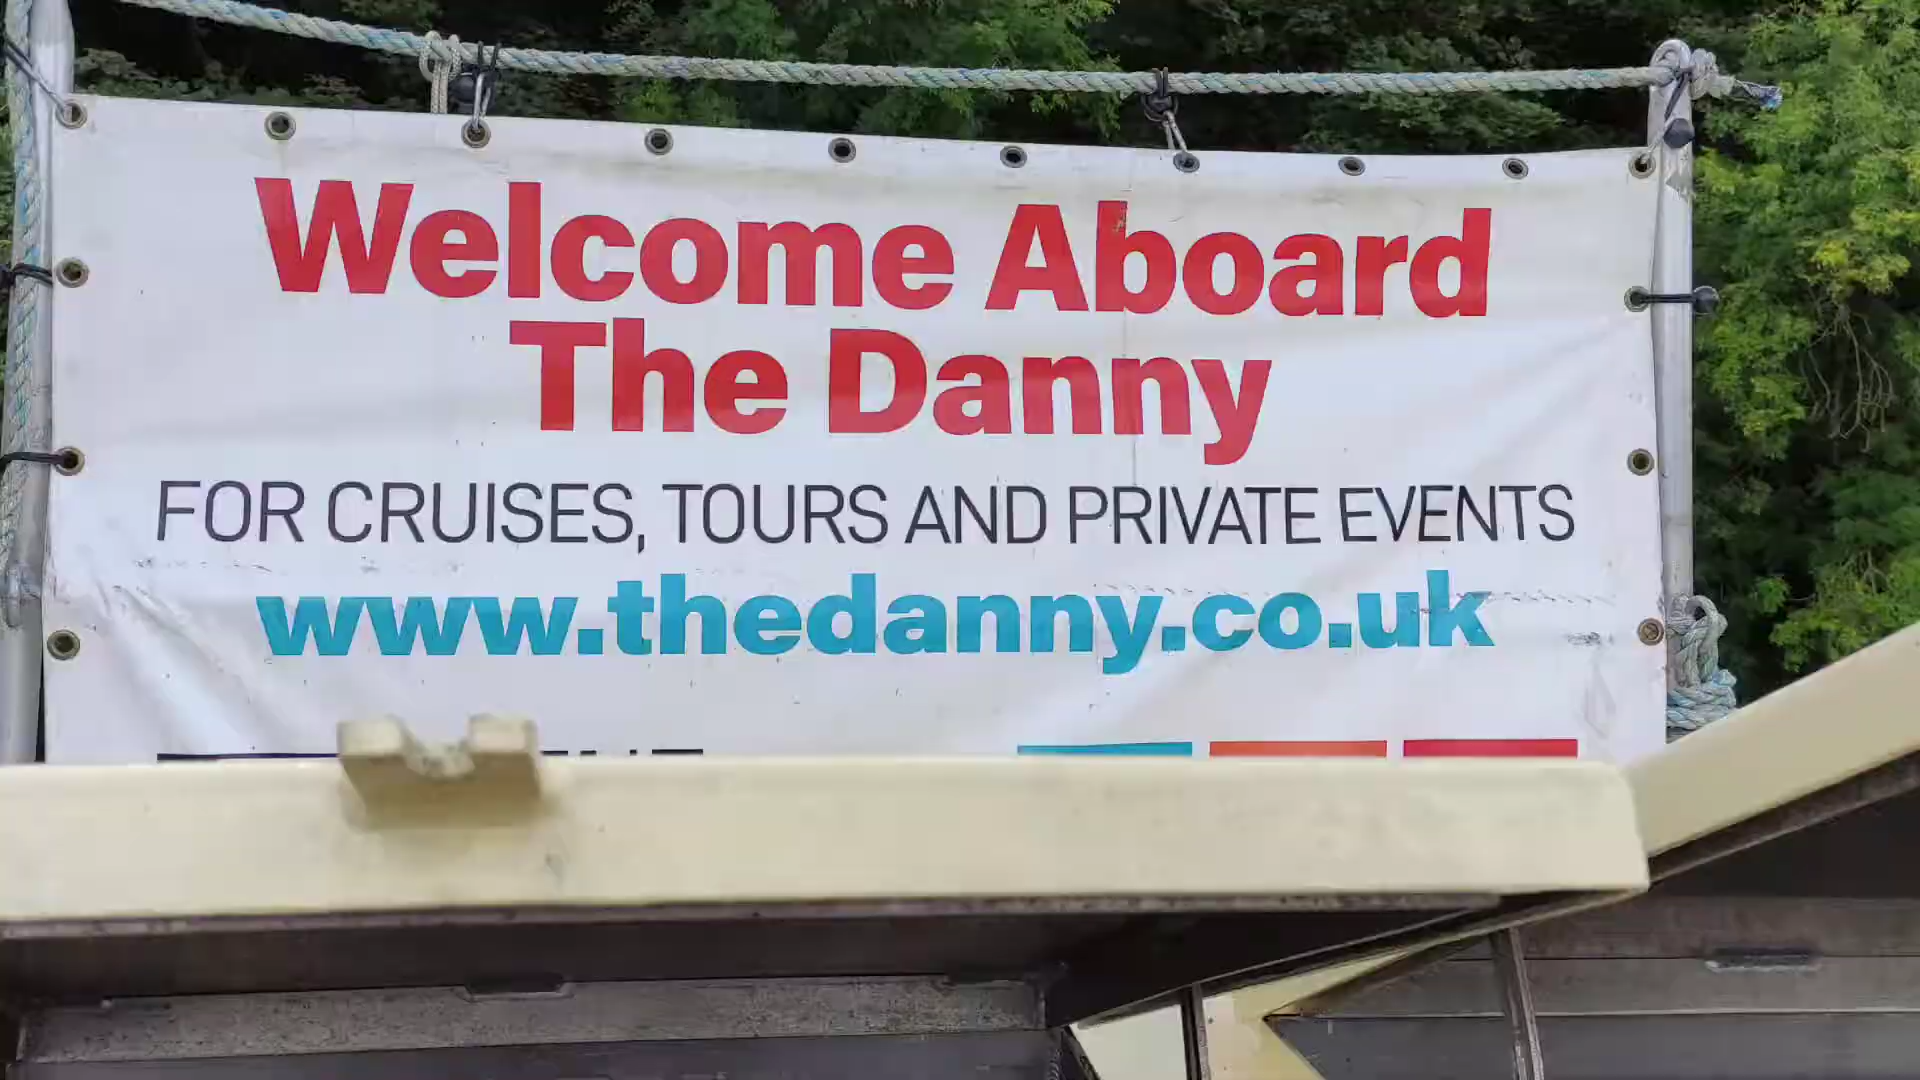 Welcome Aboard
The Danny
FOR CRUISES, TOURS AND PRIVATE EVENTS
www.thedanny.co.uk